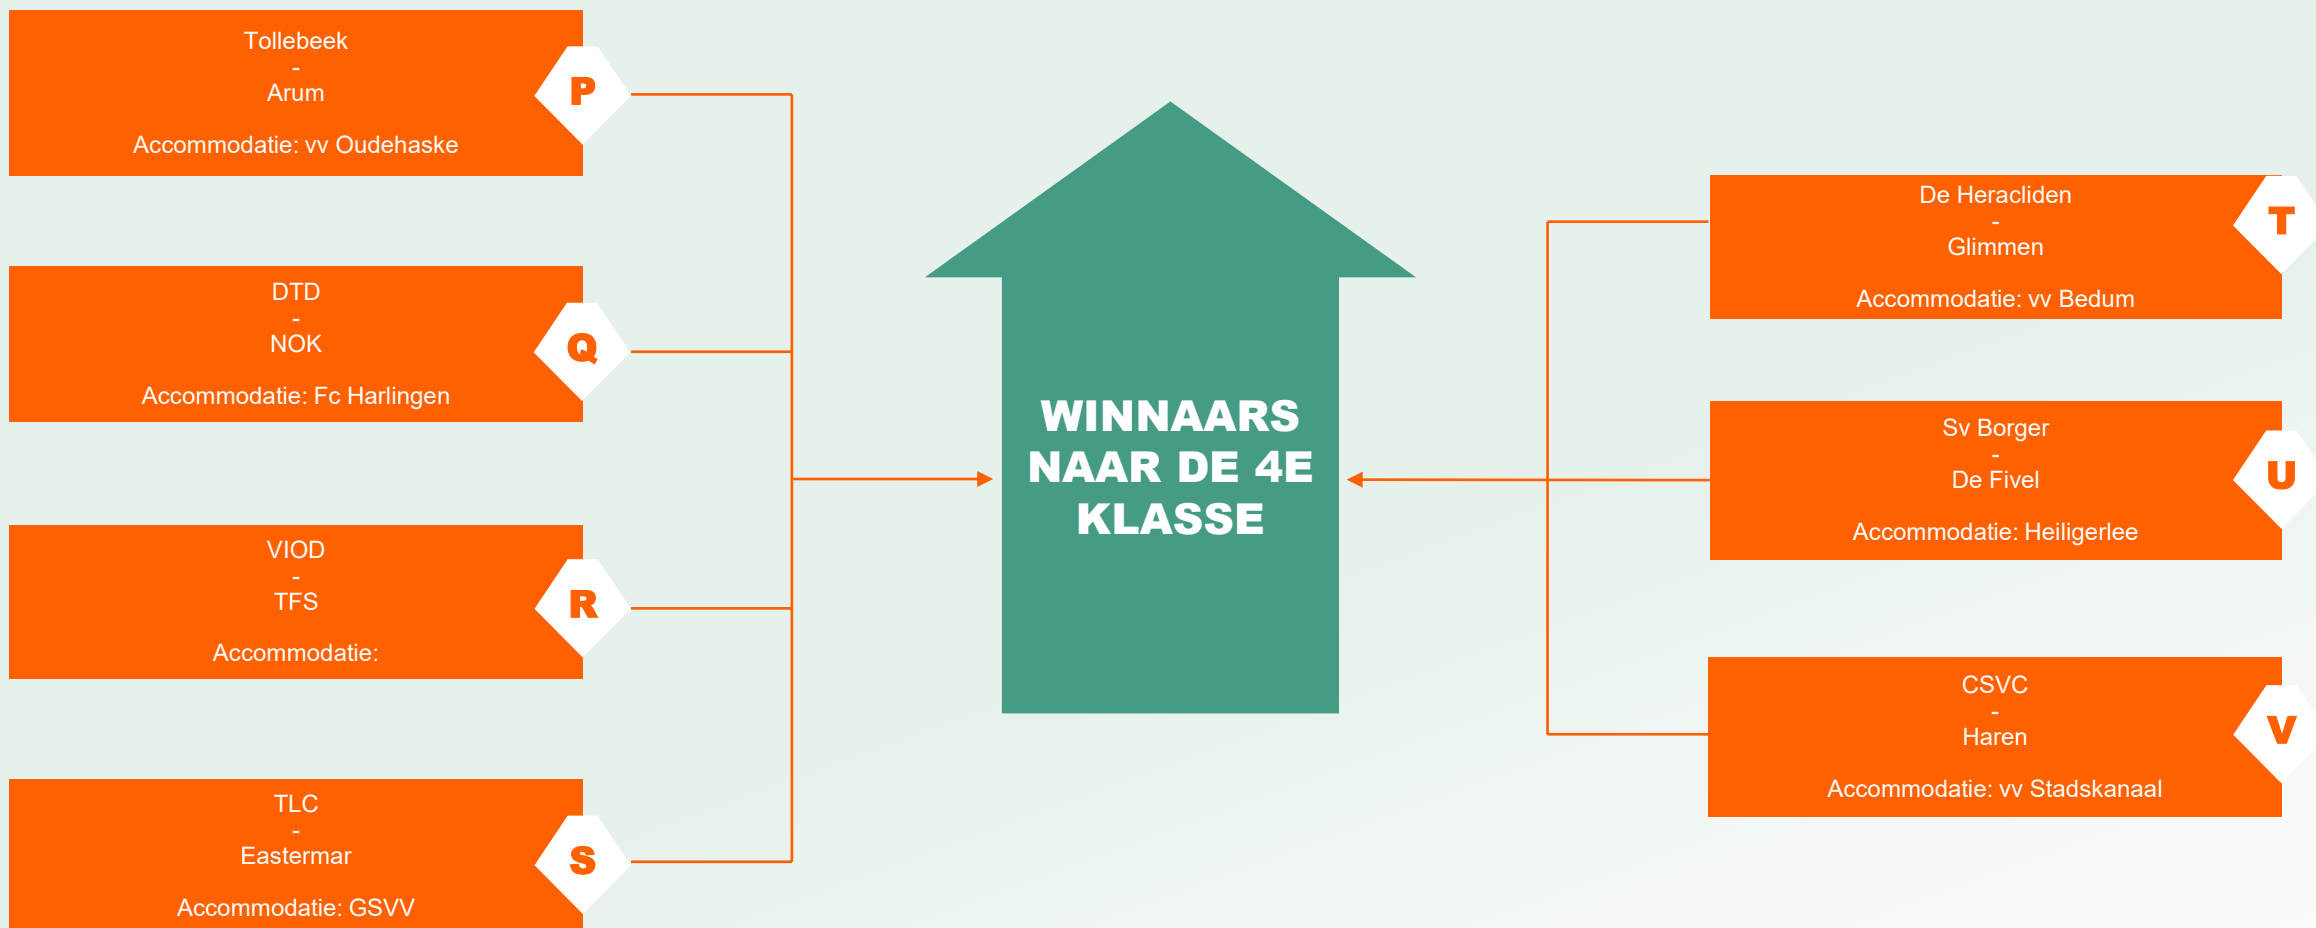 Tollebeek
-
Arum
Accommodatie: vv Oudehaske
P
DTD
-
NOK
Accommodatie: Fc Harlingen
Q
VIOD
-
TFS
Accommodatie:
R
TLC
-
Eastermar
Accommodatie: GSVV
S
WINNAARS
NAAR DE 4E
KLASSE
De Heracliden
-
Glimmen
Accommodatie: vv Bedum
T
Sv Borger
-
De Fivel
Accommodatie: Heiligerlee
U
CSVC
-
Haren
Accommodatie: vv Stadskanaal
V